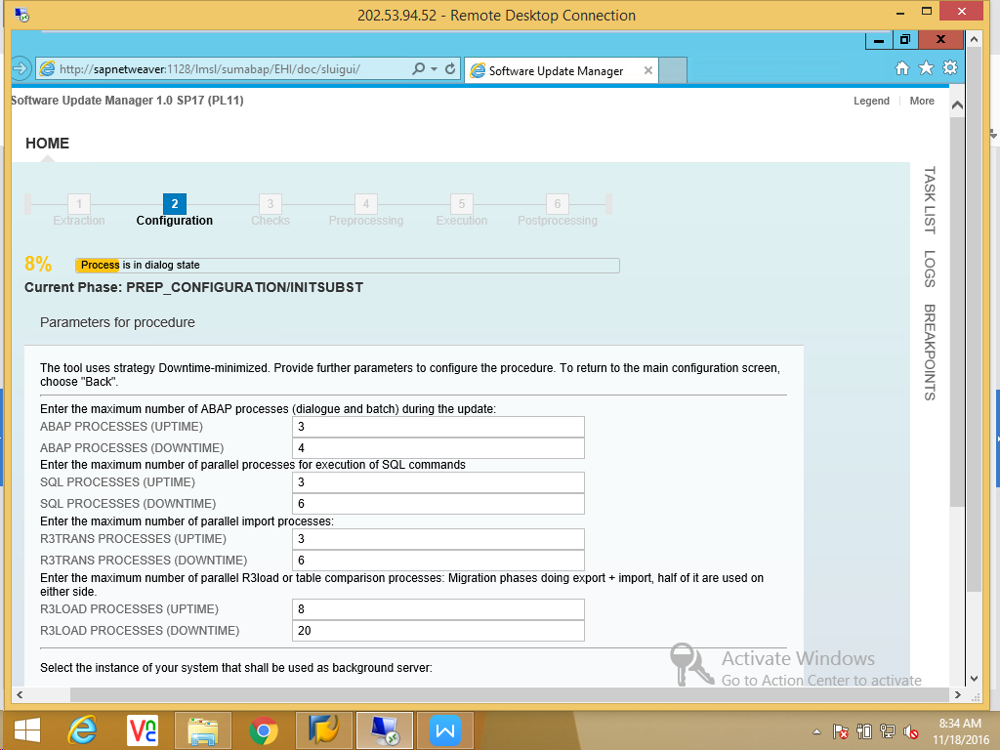 202.53.94.52 - Remote Desktop Connection
http://sapnetweaver:1128/lmsl/sumabap/EHI/doc/sluigui/
Software Update Manager
Software Update Manager 1.0 SP17 (PL11)
Legend
More
HOME
TASK LIST
LOGS
BREAKPOINTS
1
2
3
4
5
6
Extraction
Configuration
Checks
Preprocessing
Execution
Postprocessing
8%
Process is in dialog state
Current Phase: PREP_CONFIGURATION/INITSUBST
Parameters for procedure
The tool uses strategy Downtime-minimized. Provide further parameters to configure the procedure. To return to the main configuration screen,
choose "Back".
Enter the maximum number of ABAP processes (dialogue and batch) during the update:
ABAP PROCESSES (UPTIME) 3
ABAP PROCESSES (DOWNTIME) 4
Enter the maximum number of parallel processes for execution of SQL commands
SQL PROCESSES (UPTIME) 3
SQL PROCESSES (DOWNTIME) 6
Enter the maximum number of parallel import processes:
R3TRANS PROCESSES (UPTIME) 3
R3TRANS PROCESSES (DOWNTIME) 6
Enter the maximum number of parallel R3load or table comparison processes: Migration phases doing export + import, half of it are used on
either side.
R3LOAD PROCESSES (UPTIME) 8
R3LOAD PROCESSES (DOWNTIME) 20
Select the instance of your system that shall be used as background server:
Activate Windows
Go to Action Center to activate
8:34 AM
11/18/2016